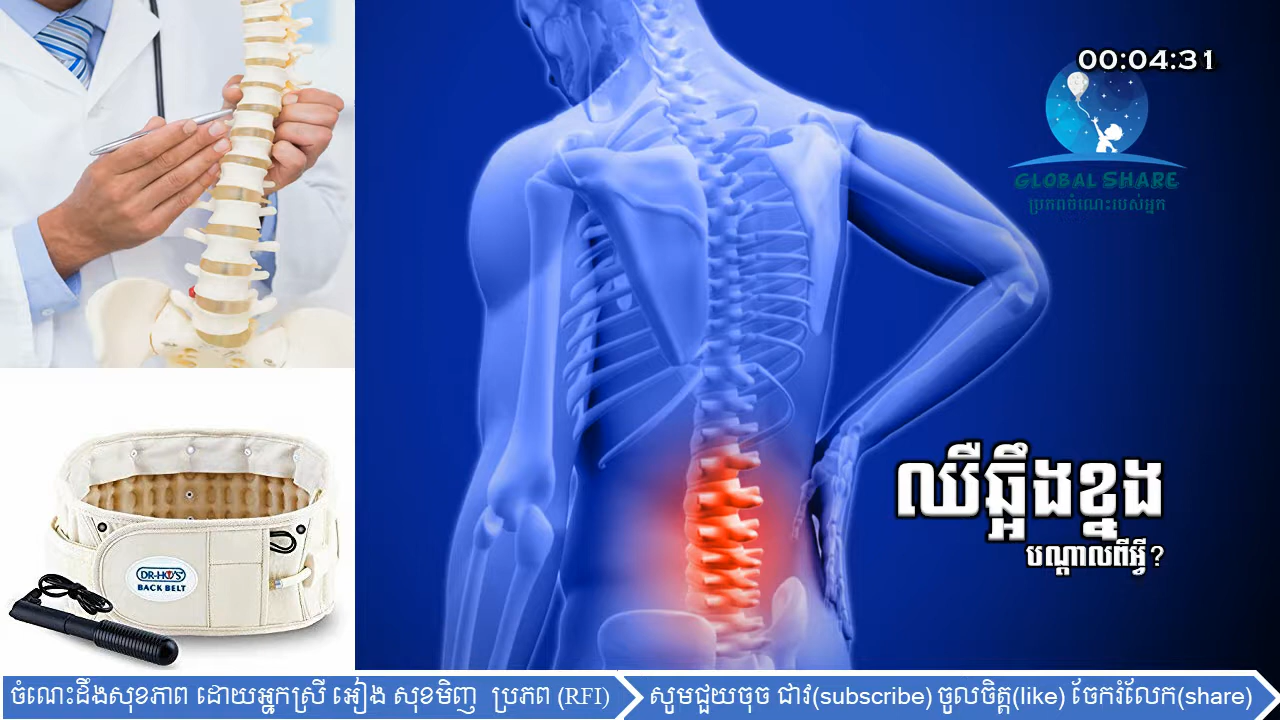 00:04:31
GLOBAL SHARE
ប្រភពចំណេះរបស់អ្នក
ឈឺឆ្អឹងខ្នង
បណ្តាលពីអ្វី?
DR-HO'S
BACK BELT
ចំណេះដឹងសុខភាព ដោយអ្នកស្រី អៀង សុខមិញ ប្រភព (RFI)
សូមជួយចុច ជាវ(subscribe) ចូលចិត្ត(like) ចែករំលែក(share)